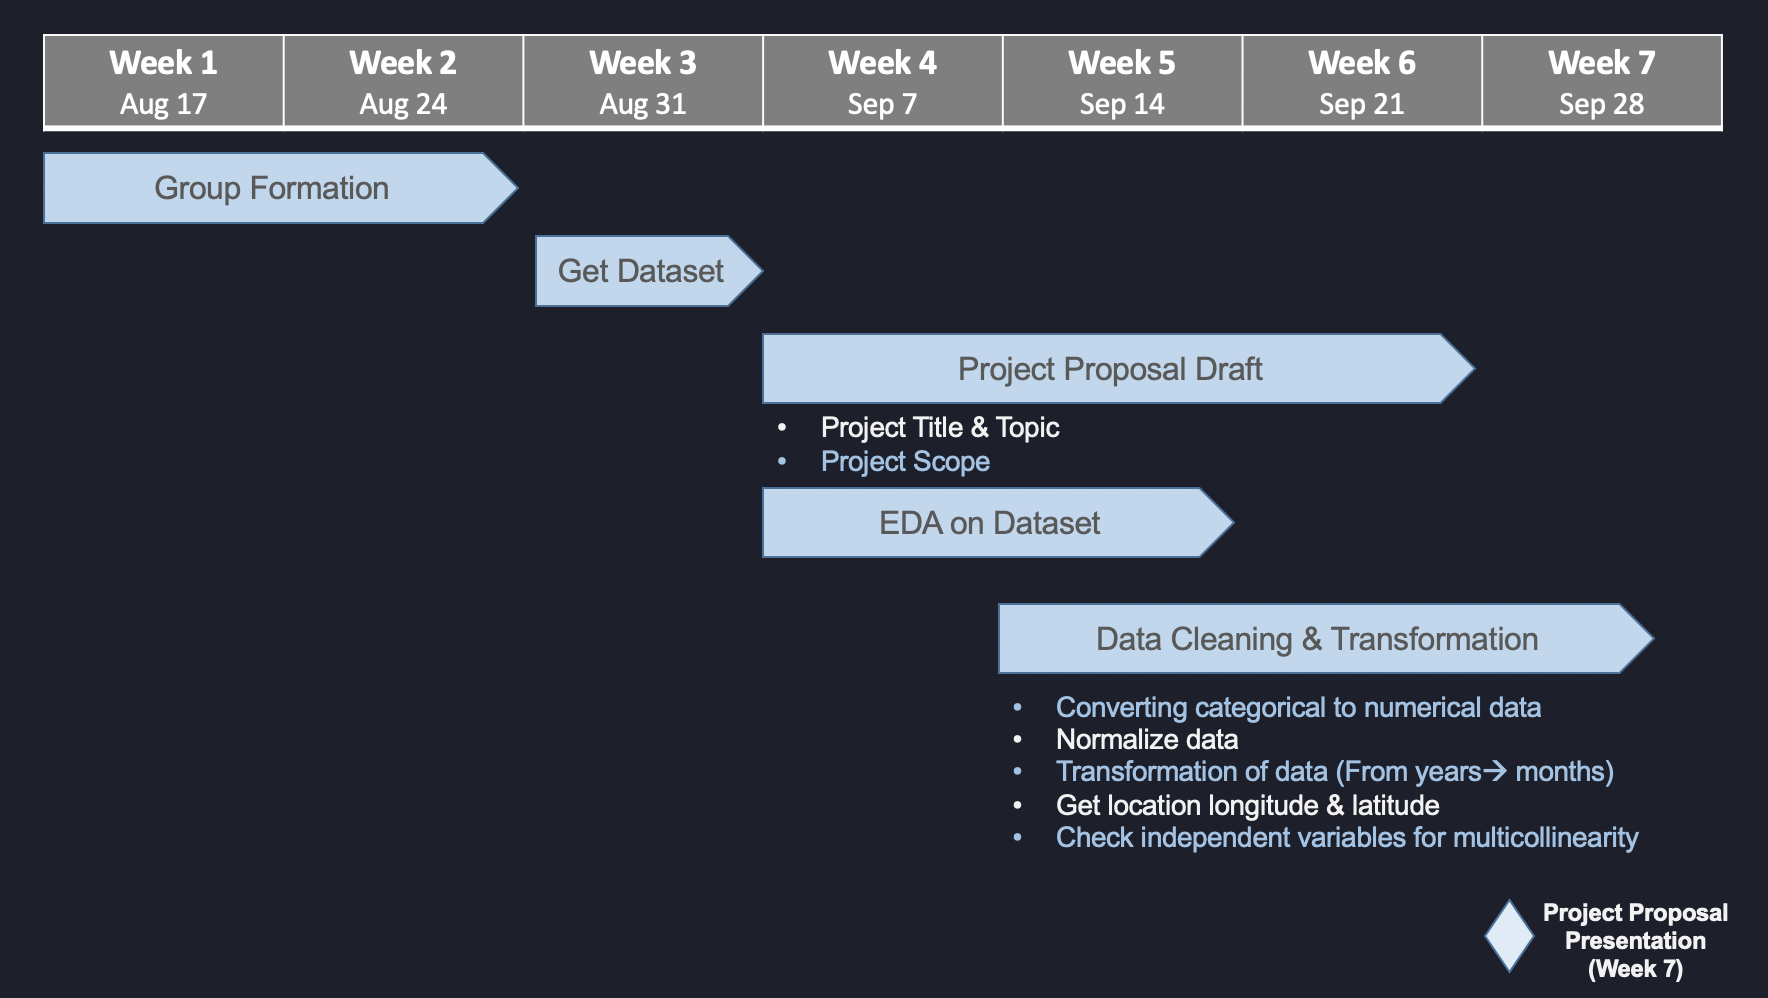 Week 1
Aug 17
Week 2
Aug 24
Week 3
Aug 31
Week 4
Sep 7
Week 5
Sep 14
Week 6
Sep 21
Week 7
Sep 28
Group Formation
Get Dataset
Project Proposal Draft
• Project Title & Topic
• Project Scope
EDA on Dataset
Data Cleaning & Transformation
• Converting categorical to numerical data
• Normalize data
• Transformation of data (From years→ months)
• Get location longitude & latitude
• Check independent variables for multicollinearity
Project Proposal
Presentation
(Week 7)